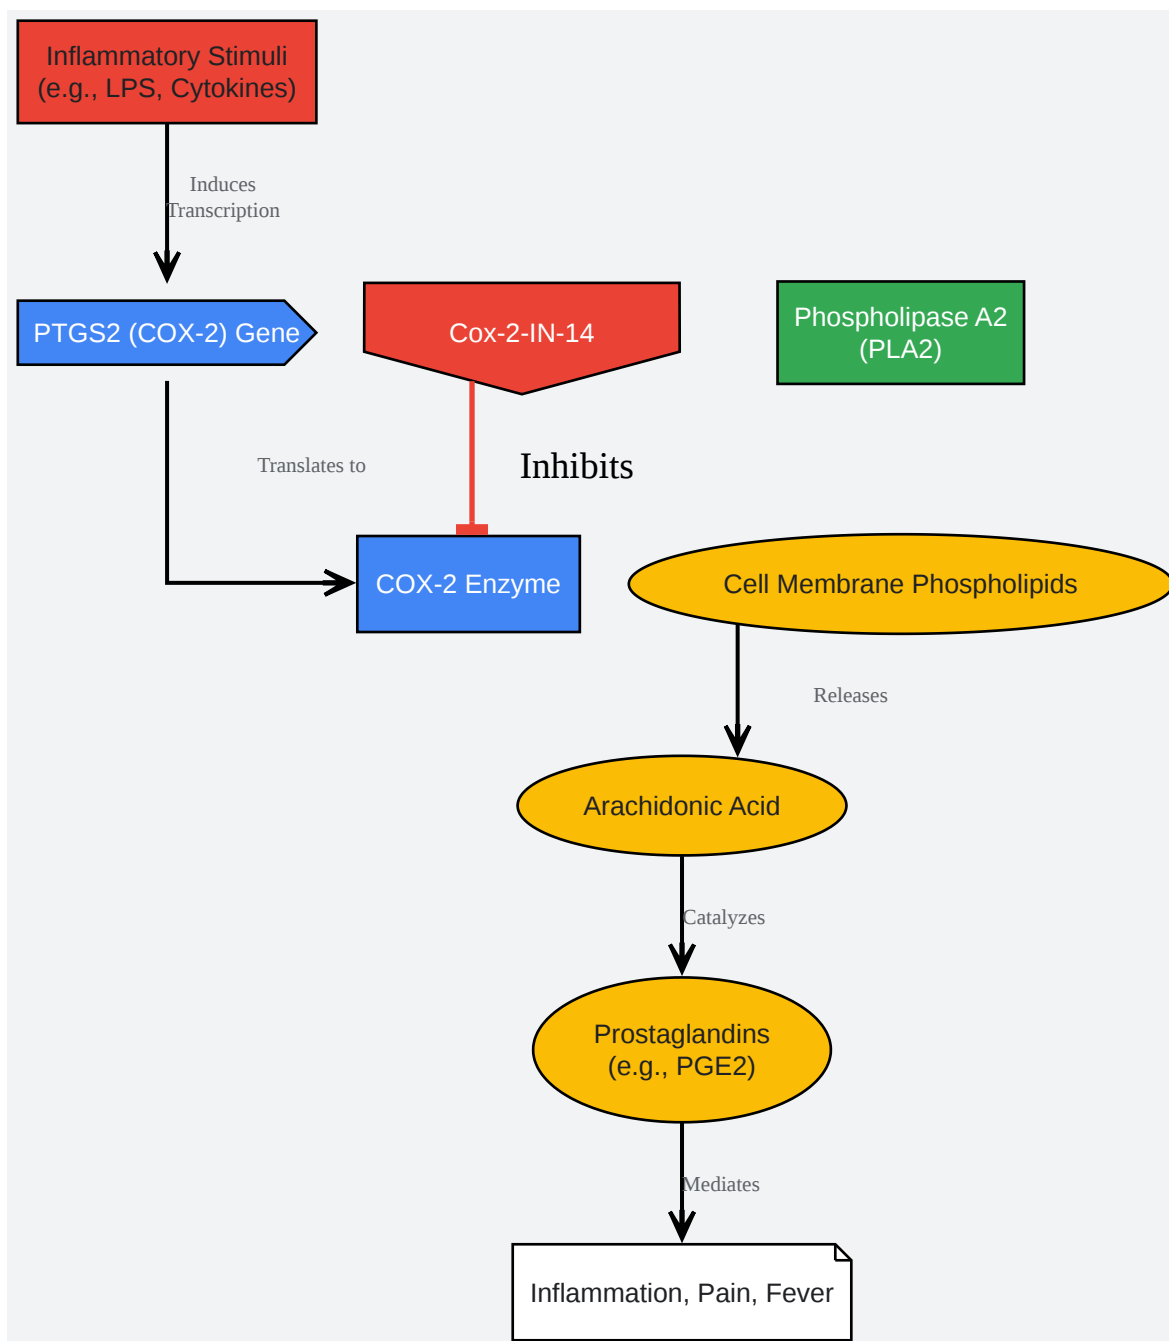 Inflammatory Stimuli
(e.g., LPS, Cytokines)
Induces
Transcription
PTGS2 (COX-2) Gene
Cox-2-IN-14
Phospholipase A2
(PLA2)
Translates to
Inhibits
COX-2 Enzyme
Cell Membrane Phospholipids
Releases
Arachidonic Acid
Catalyzes
Prostaglandins
(e.g., PGE2)
Mediates
Inflammation, Pain, Fever